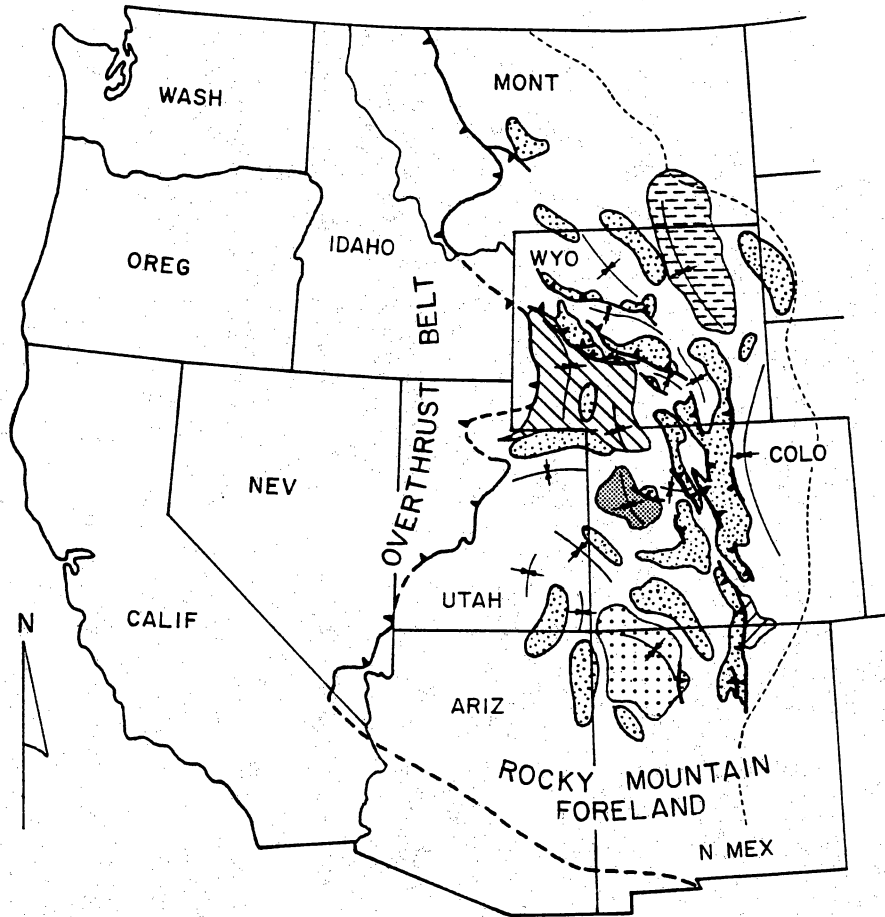 WASH
MONT
OREG
IDAHO
WYO
OVERTHRUST BELT
NEV
COLO
UTAH
CALIF
N
ARIZ
ROCKY MOUNTAIN
FORELAND
N MEX